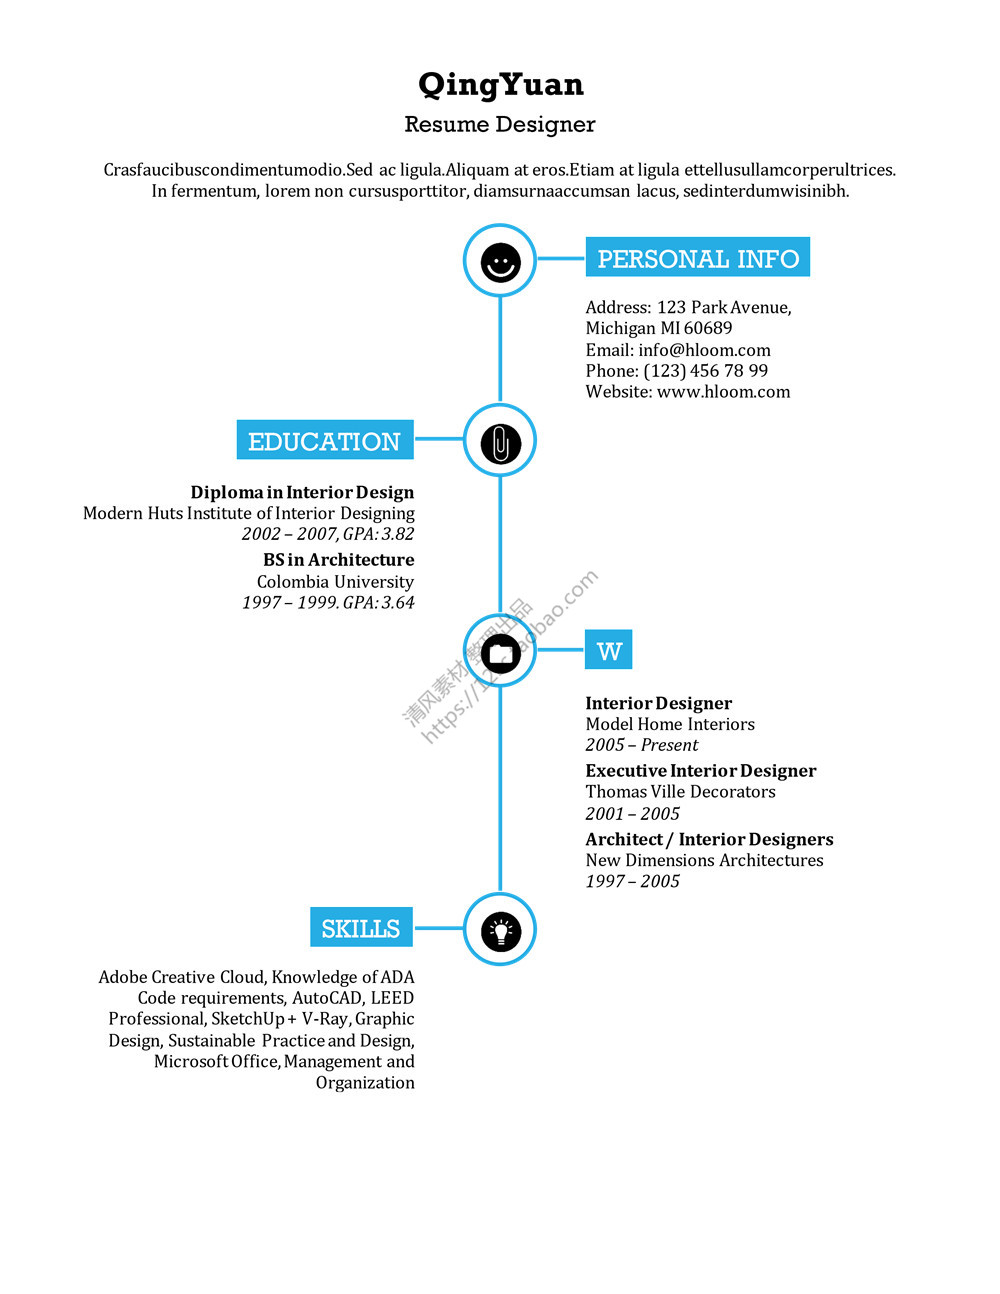 QingYuan
Resume Designer
Crasfaucibuscondimentumodio.Sed ac ligula.Aliquam at eros.Etiam at ligula ettellusullamcorperultrices.
In fermentum, lorem non cursusporttitor, diamsurnaaccumsan lacus, sedinterdumwisinibh.
PERSONAL INFO
Address: 123 Park Avenue,
Michigan MI 60689
Email: info@hloom.com
Phone: (123) 456 78 99
Website: www.hloom.com
EDUCATION
Diploma in Interior Design
Modern Huts Institute of Interior Designing
2002 – 2007, GPA: 3.82
BS in Architecture
Colombia University
1997 – 1999. GPA: 3.64
W
Interior Designer
Model Home Interiors
2005 – Present
Executive Interior Designer
Thomas Ville Decorators
2001 – 2005
Architect / Interior Designers
New Dimensions Architectures
1997 – 2005
SKILLS
Adobe Creative Cloud, Knowledge of ADA
Code requirements, AutoCAD, LEED
Professional, SketchUp + V-Ray, Graphic
Design, Sustainable Practice and Design,
Microsoft Office, Management and
Organization
清风素材 整理出品